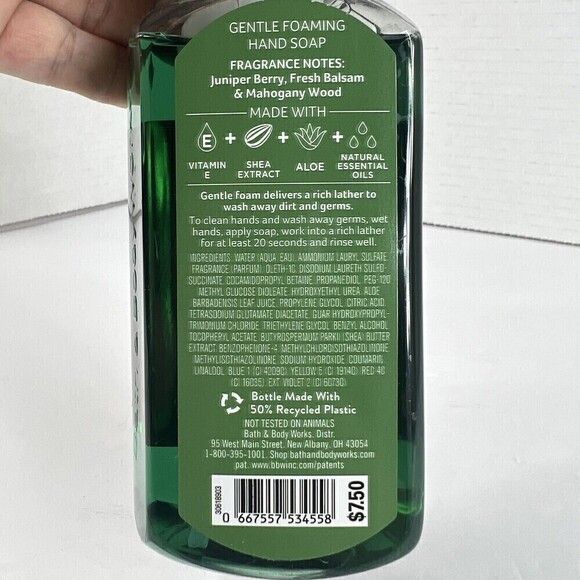 GENTLE FOAMING
HAND SOAP
FRAGRANCE NOTES:
Juniper Berry, Fresh Balsam
& Mahogany Wood
MADE WITH
E + + +
VITAMIN E
SHEA EXTRACT
ALOE
NATURAL ESSENTIAL OILS
Gentle foam delivers a rich lather to
wash away dirt and germs.
To clean hands and wash away germs, wet
hands, apply soap, work into a rich lather
for at least 20 seconds and rinse well.
INGREDIENTS: WATER (AQUA, EAU), AMMONIUM LAURYL SULFATE,
FRAGRANCE (PARFUM), OLETH-10, DISODIUM LAURETH SULFO-
SUCCINATE, COCAMIDOPROPYL BETAINE, PROPANEDIOL, PEG-120
METHYL GLUCOSE DIOLEATE, HYDROXYETHYL UREA, ALOE
BARBADENSIS LEAF JUICE, PROPYLENE GLYCOL, CITRIC ACID,
TETRASODIUM GLUTAMATE DIACETATE, GUAR HYDROXYPROPYL-
TRIMONIUM CHLORIDE, TRIETHYLENE GLYCOL, BENZYL ALCOHOL,
TOCOPHERYL ACETATE, BUTYROSPERMUM PARKII (SHEA) BUTTER
EXTRACT, BENZOPHENONE-4, METHYLCHLOROISOTHIAZOLINONE,
METHYLISOTHIAZOLINONE, SODIUM HYDROXIDE, COUMARIN,
LINALOOL, BLUE 1 (CI 42090), YELLOW 5 (CI 19140), RED 40
(CI 16035), EXT. VIOLET 2 (CI 60730).
Bottle Made With
50% Recycled Plastic
NOT TESTED ON ANIMALS
Bath & Body Works, Distr.
95 West Main Street, New Albany, OH 43054
1-800-395-1001. Shop bathandbodyworks.com
pat. www.bbwinc.com/patents
30618903
0 667557 534558
$7.50